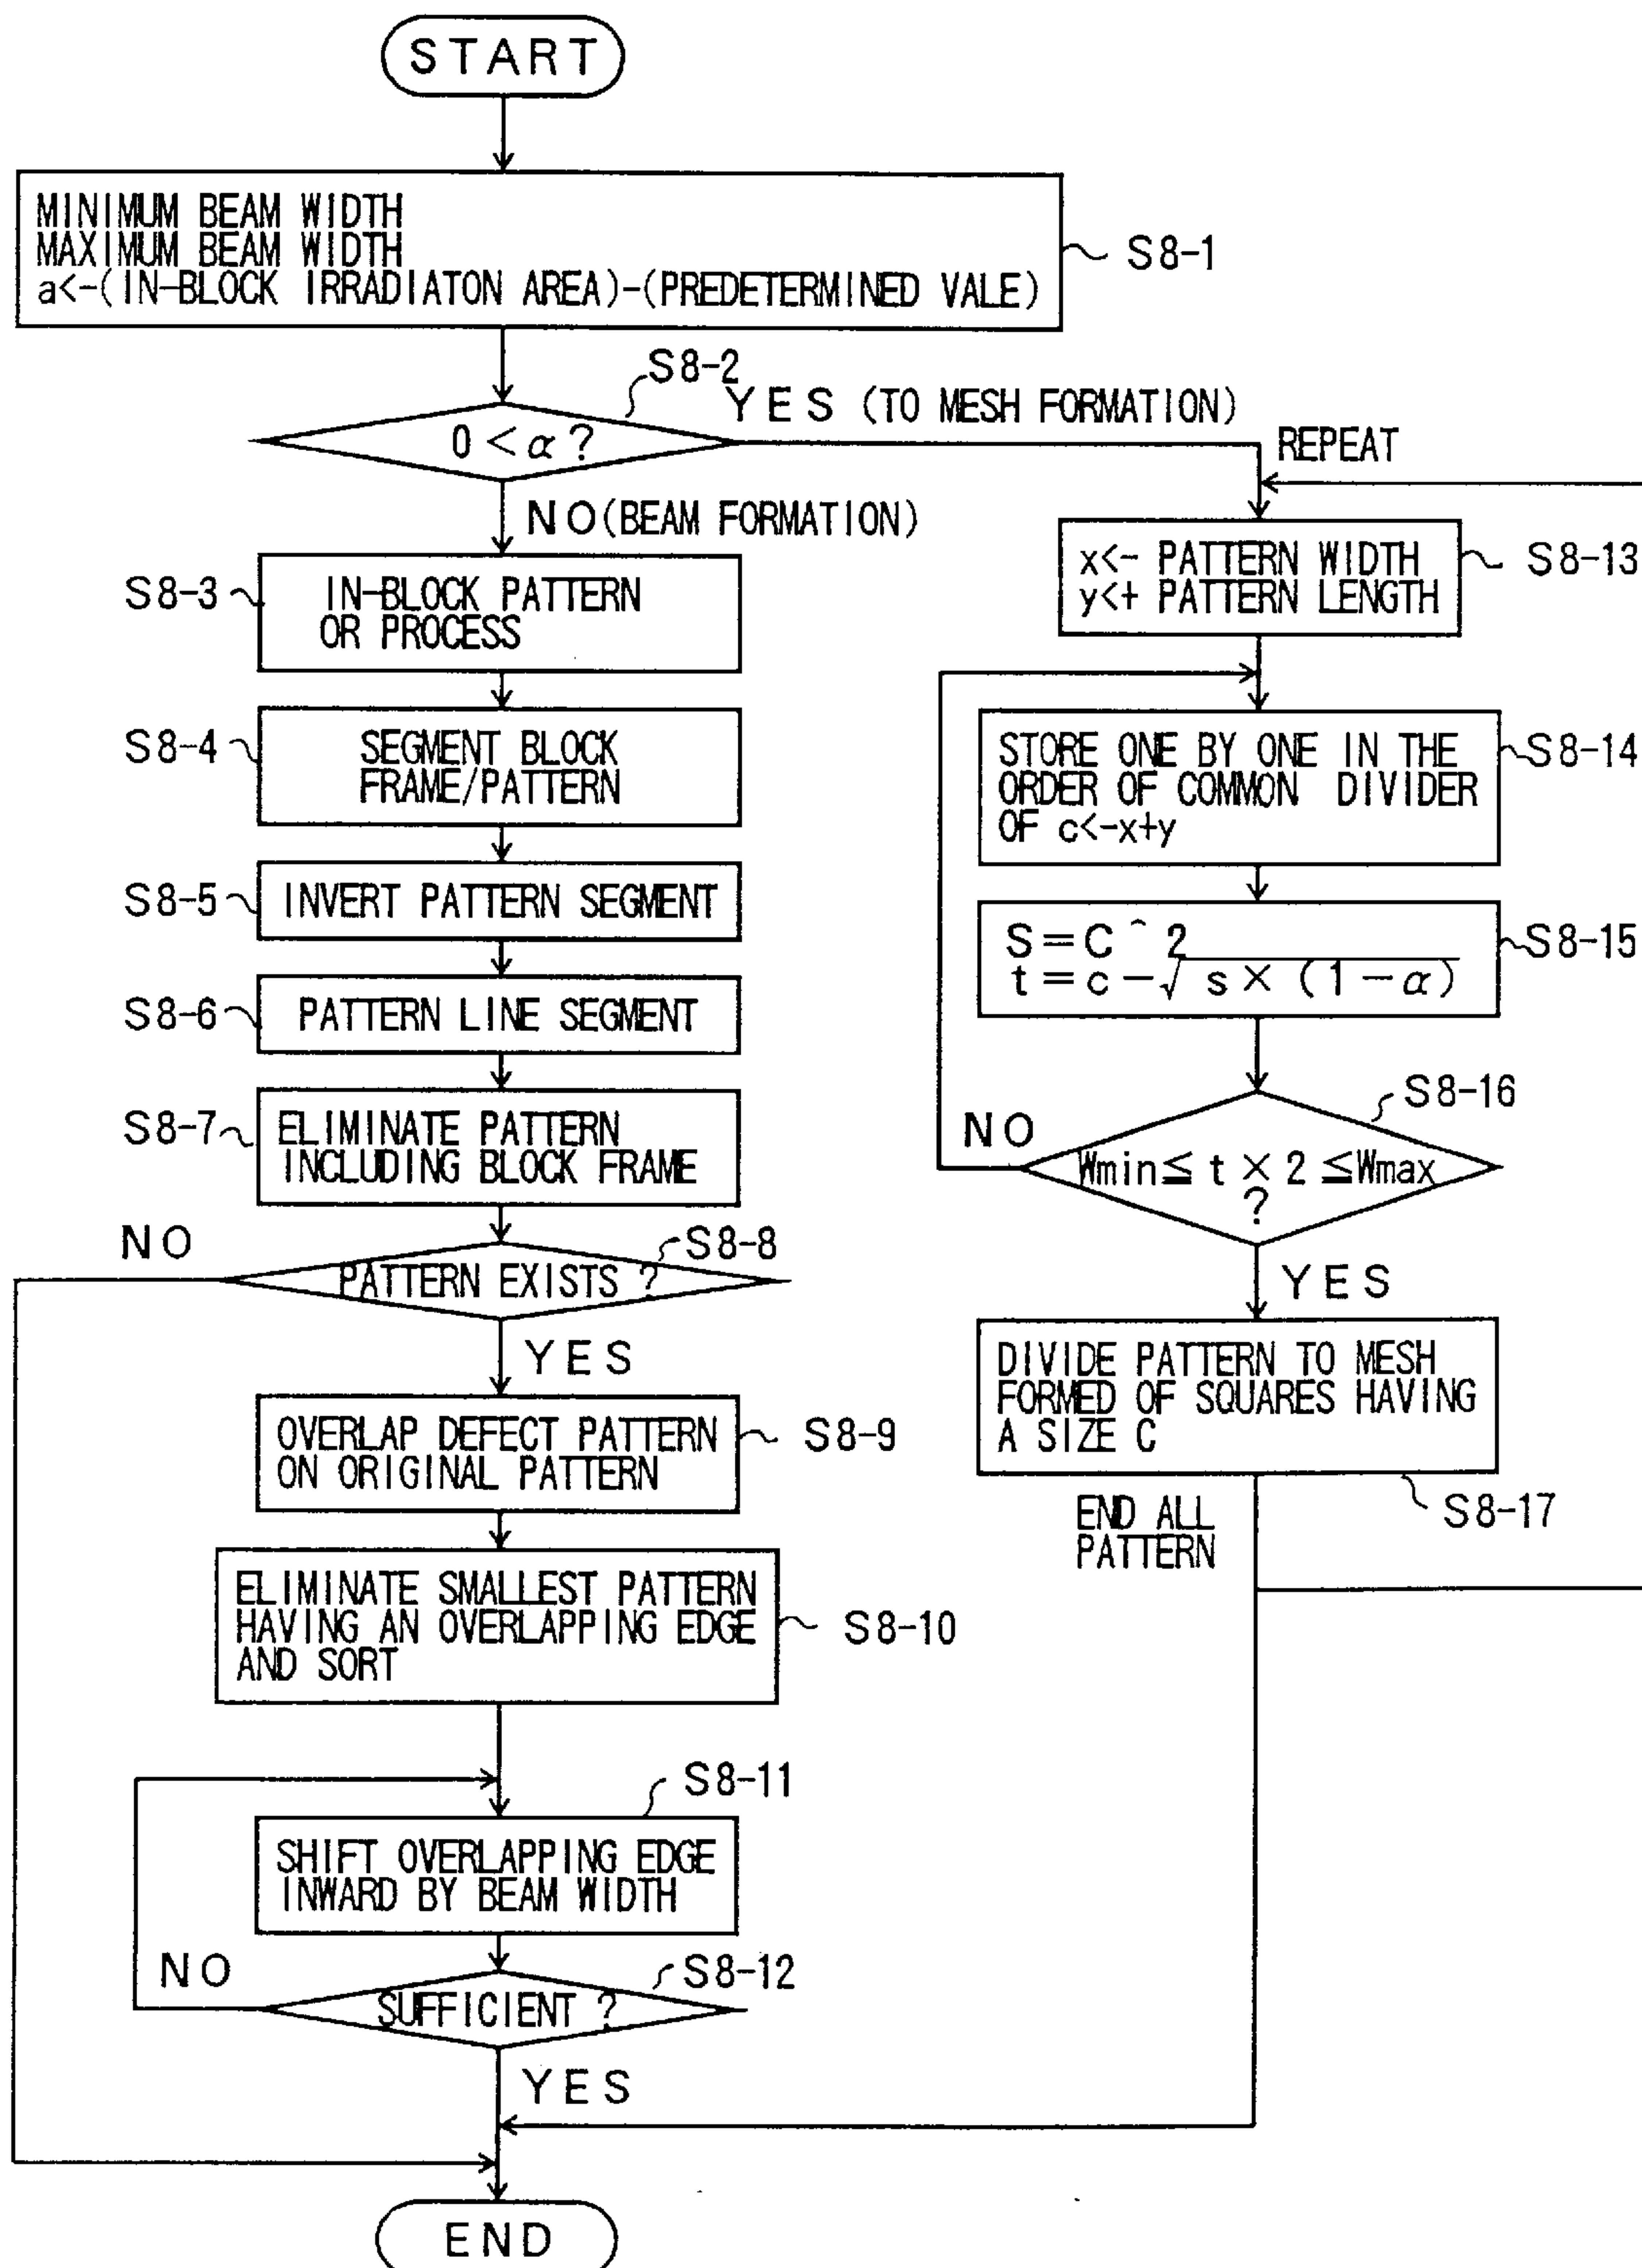 START
MINIMUM BEAM WIDTH
MAXIMUM BEAM WIDTH
a<-(IN-BLOCK IRRADIATON AREA)-(PREDETERMINED VALE)
S8-1
S8-2
0<α?
YES (TO MESH FORMATION)
NO(BEAM FORMATION)
S8-3
IN-BLOCK PATTERN
OR PROCESS
S8-4
SEGMENT BLOCK
FRAME/PATTERN
S8-5
INVERT PATTERN SEGMENT
S8-6
PATTERN LINE SEGMENT
S8-7
ELIMINATE PATTERN
INCLUDING BLOCK FRAME
NO
S8-8
PATTERN EXISTS ?
YES
OVERLAP DEFECT PATTERN
ON ORIGINAL PATTERN
S8-9
ELIMINATE SMALLEST PATTERN
HAVING AN OVERLAPPING EDGE
AND SORT
S8-10
S8-11
SHIFT OVERLAPPING EDGE
INWARD BY BEAM WIDTH
NO
S8-12
SUFFICIENT ?
YES
END
REPEAT
x<- PATTERN WIDTH
y<+ PATTERN LENGTH
S8-13
STORE ONE BY ONE IN THE
ORDER OF COMMON DIVIDER
OF c<-x+y
S8-14
S=C^2
t=c-√s×(1-α)
S8-15
S8-16
NO
Wmin≦ t×2 ≦Wmax
?
YES
DIVIDE PATTERN TO MESH
FORMED OF SQUARES HAVING
A SIZE C
S8-17
END ALL
PATTERN